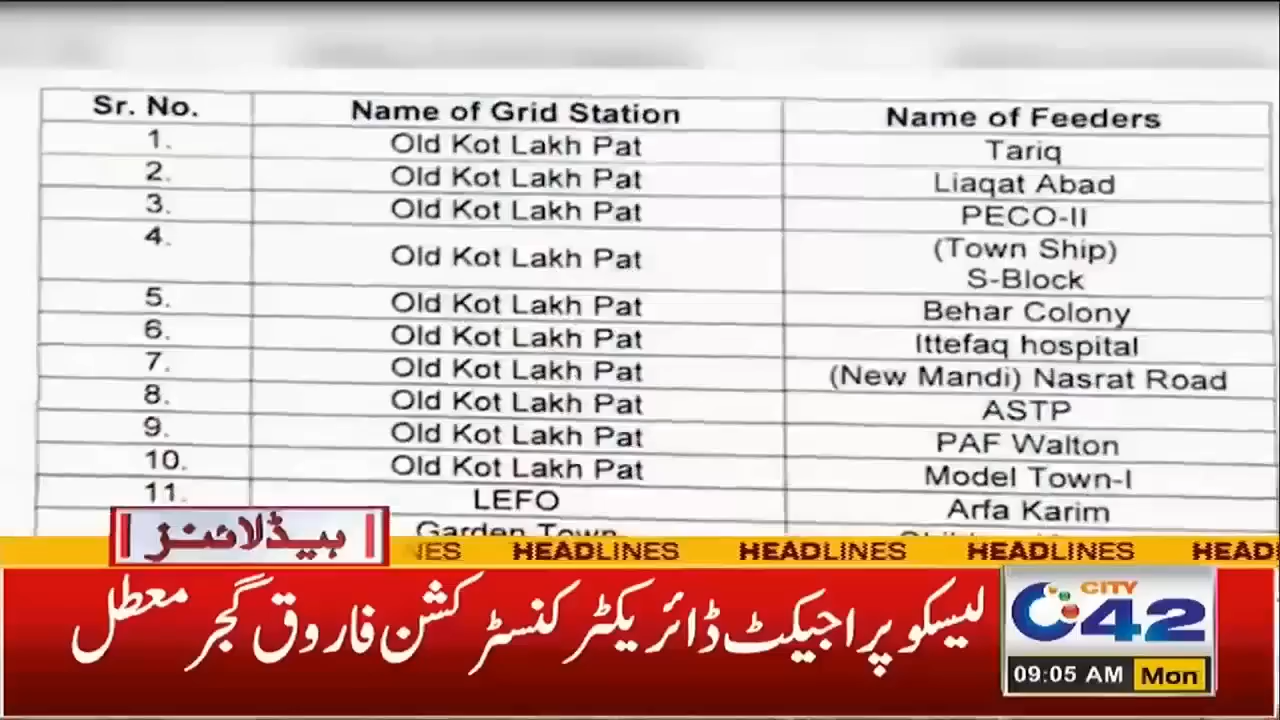 Sr. No. Name of Grid Station Name of Feeders
1. Old Kot Lakh Pat Tariq
2. Old Kot Lakh Pat Liaqat Abad
3. Old Kot Lakh Pat PECO-II
4. Old Kot Lakh Pat (Town Ship)
S-Block
5. Old Kot Lakh Pat Behar Colony
6. Old Kot Lakh Pat Ittefaq hospital
7. Old Kot Lakh Pat (New Mandi) Nasrat Road
8. Old Kot Lakh Pat ASTP
9. Old Kot Lakh Pat PAF Walton
10. Old Kot Lakh Pat Model Town-I
11. LEFO Arfa Karim
Garden Town
ہیڈلائنز
NES HEADLINES HEADLINES HEADLINES HEAD
لیسکو پراجیکٹ ڈائریکٹر کنسٹرکشن فاروق گجر معطل
CITY
42
09:05 AM Mon